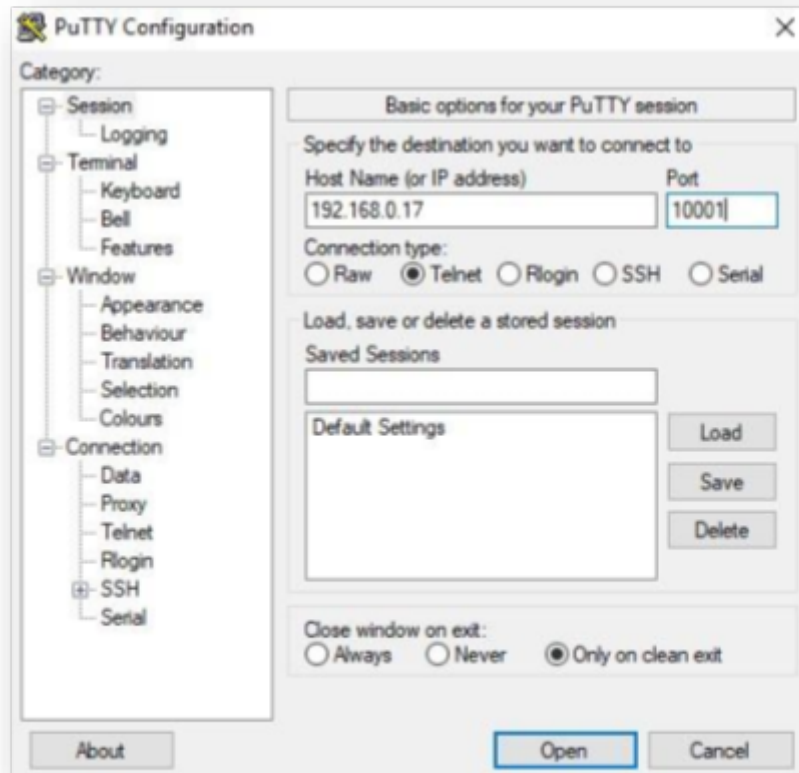 PuTTY Configuration
Category:
Session
Logging
Terminal
Keyboard
Bell
Features
Window
Appearance
Behaviour
Translation
Selection
Colours
Connection
Data
Proxy
Telnet
Rlogin
SSH
Serial
Basic options for your PuTTY session
Specify the destination you want to connect to
Host Name (or IP address) Port
192.168.0.17 10001
Connection type:
Raw Telnet Rlogin SSH Serial
Load, save or delete a stored session
Saved Sessions
Default Settings
Load
Save
Delete
Close window on exit:
Always Never Only on clean exit
About Open Cancel